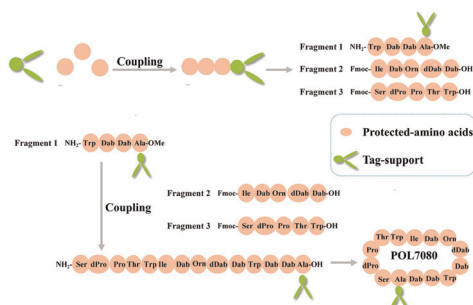 Coupling
Fragment 1 NH₂- Trp Dab Dab Ala-OMe
Fragment 2 Fmoc- Ile Dab Orn dDab Dab-OH
Fragment 3 Fmoc- Ser dPro Pro Thr Trp-OH
Protected-amino acids
Tag-support
Fragment 1 NH₂- Trp Dab Dab Ala-OMe
Coupling
Fragment 2 Fmoc- Ile Dab Orn dDab Dab-OH
Fragment 3 Fmoc- Ser dPro Pro Thr Trp-OH
NH₂- Ser dPro Pro Thr Trp Ile Dab Orn dDab Dab Trp Dab Dab Ala-OH
Thr Trp Ile Dab Orn
Pro POL7080 dDab
dPro Dab
Ser Ala Dab Dab Trp